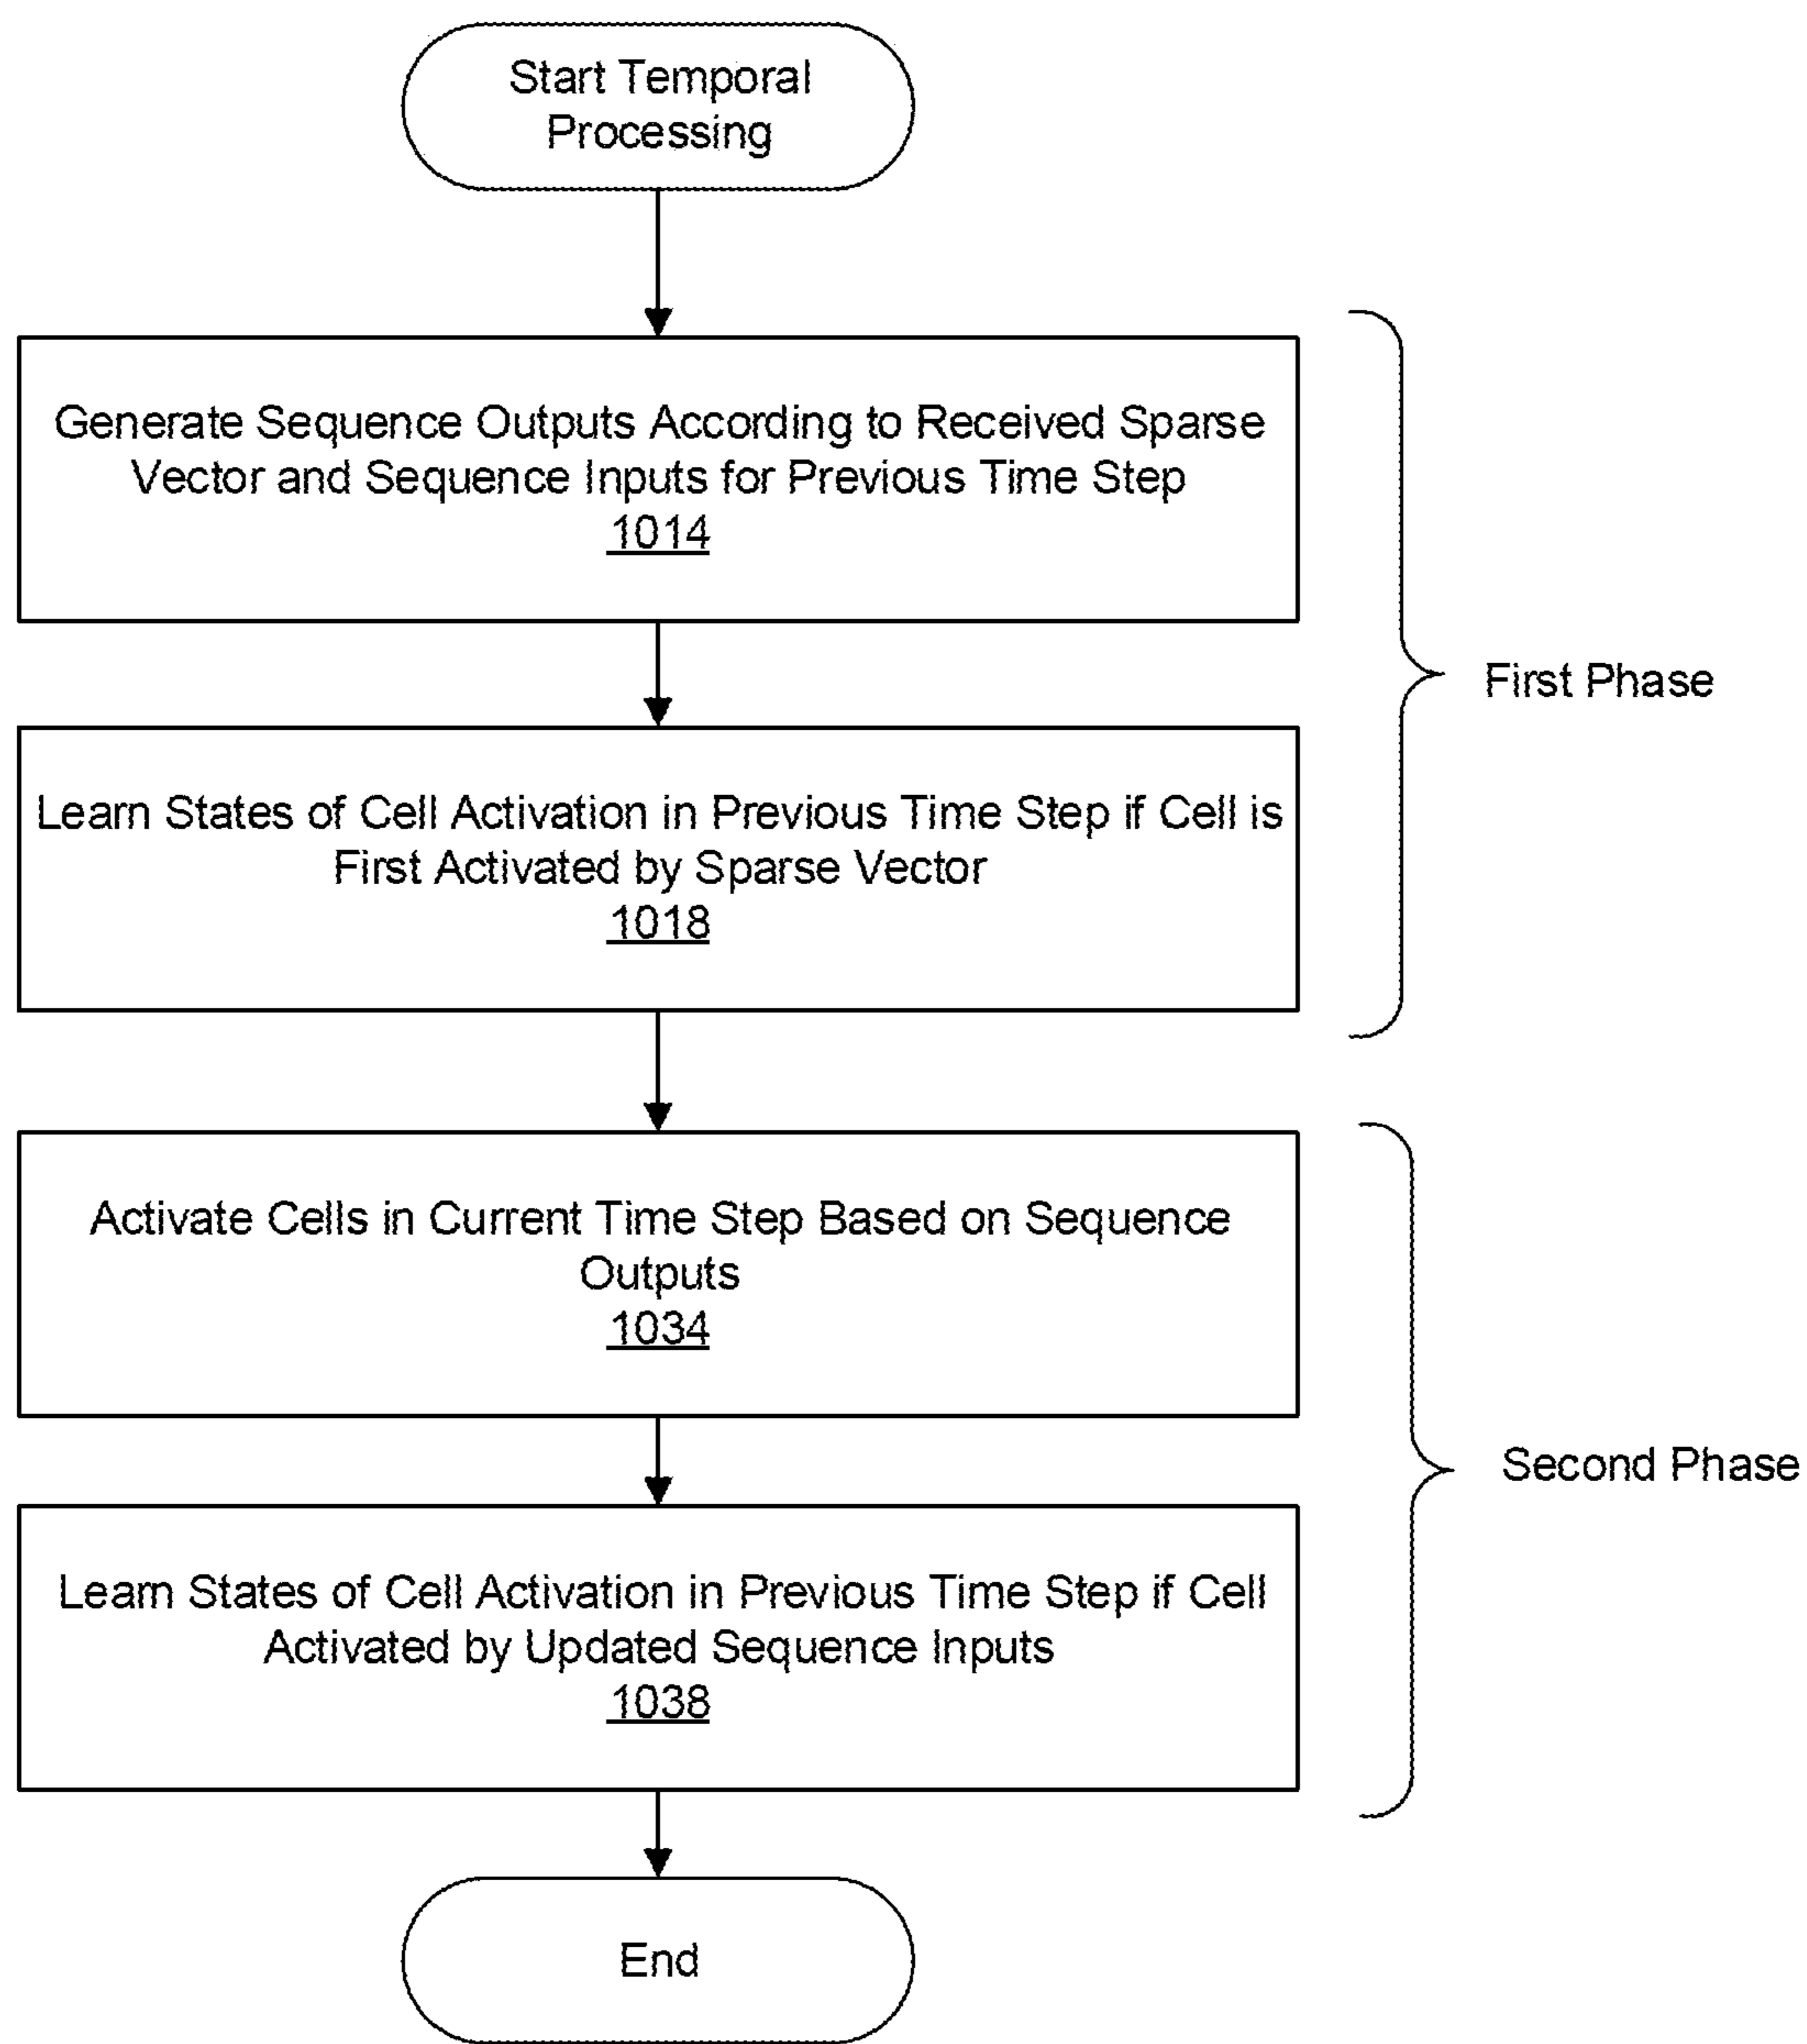 Start Temporal
Processing
Generate Sequence Outputs According to Received Sparse
Vector and Sequence Inputs for Previous Time Step
1014
First Phase
Learn States of Cell Activation in Previous Time Step if Cell is
First Activated by Sparse Vector
1018
Activate Cells in Current Time Step Based on Sequence
Outputs
1034
Second Phase
Learn States of Cell Activation in Previous Time Step if Cell
Activated by Updated Sequence Inputs
1038
End